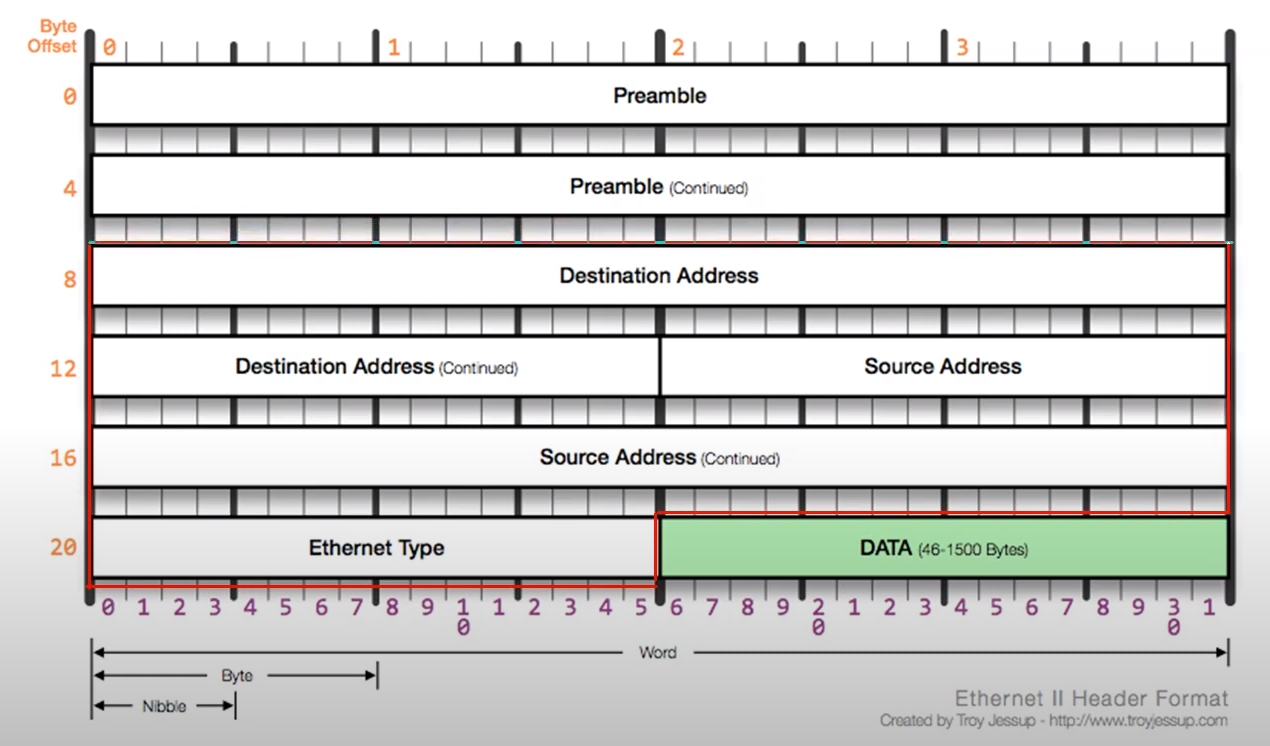 Byte
Offset
0 1 2 3
0 Preamble
4 Preamble (Continued)
8 Destination Address
12 Destination Address (Continued) Source Address
16 Source Address (Continued)
20 Ethernet Type DATA (46-1500 Bytes)
0 1 2 3 4 5 6 7 8 9 1 1 2 3 4 5 6 7 8 9 2 1 2 3 4 5 6 7 8 9 3 1
0 0 0
Word
Byte
Nibble
Ethernet II Header Format
Created by Troy Jessup - http://www.troyjessup.com